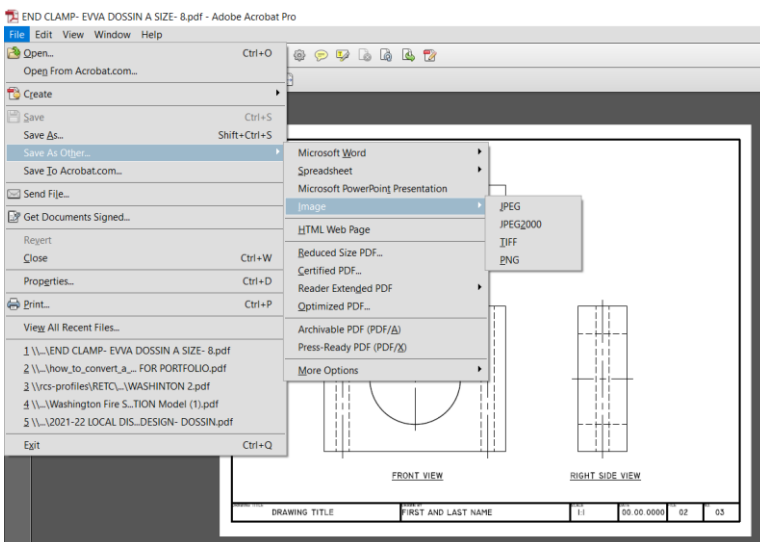 END CLAMP- EVVA DOSSIN A SIZE- 8.pdf - Adobe Acrobat Pro
File Edit View Window Help
Open... Ctrl+O
Open From Acrobat.com...
Create
Save Ctrl+S
Save As... Shift+Ctrl+S
Save As Other...
Save To Acrobat.com...
Send File...
Get Documents Signed...
Revert
Close Ctrl+W
Properties... Ctrl+D
Print... Ctrl+P
View All Recent Files...
1 \\...\END CLAMP- EVVA DOSSIN A SIZE- 8.pdf
2 \\...\how_to_convert_a_... FOR PORTFOLIO.pdf
3 \\rcs-profiles\RETC\...\WASHINTON 2.pdf
4 \\...\Washington Fire S...TION Model (1).pdf
5 \\...\2021-22 LOCAL DIS...DESIGN- DOSSIN.pdf
Exit Ctrl+Q
Microsoft Word
Spreadsheet
Microsoft PowerPoint Presentation
Image
HTML Web Page
Reduced Size PDF...
Certified PDF...
Reader Extended PDF
Optimized PDF...
Archivable PDF (PDF/A)
Press-Ready PDF (PDF/X)
More Options
JPEG
JPEG2000
TIFF
PNG
FRONT VIEW
RIGHT SIDE VIEW
DRAWING TITLE
FIRST AND LAST NAME
1:1
00.00.0000
02
03